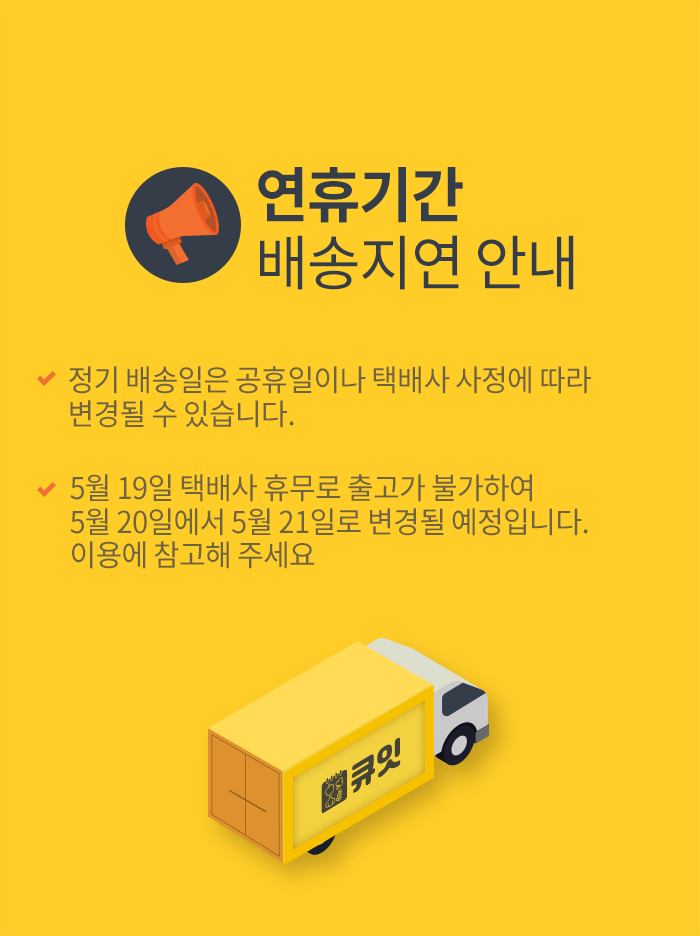 연휴기간
배송지연 안내
정기 배송일은 공휴일이나 택배사 사정에 따라
변경될 수 있습니다.
5월 19일 택배사 휴무로 출고가 불가하여
5월 20일에서 5월 21일로 변경될 예정입니다.
이용에 참고해 주세요
큐잇